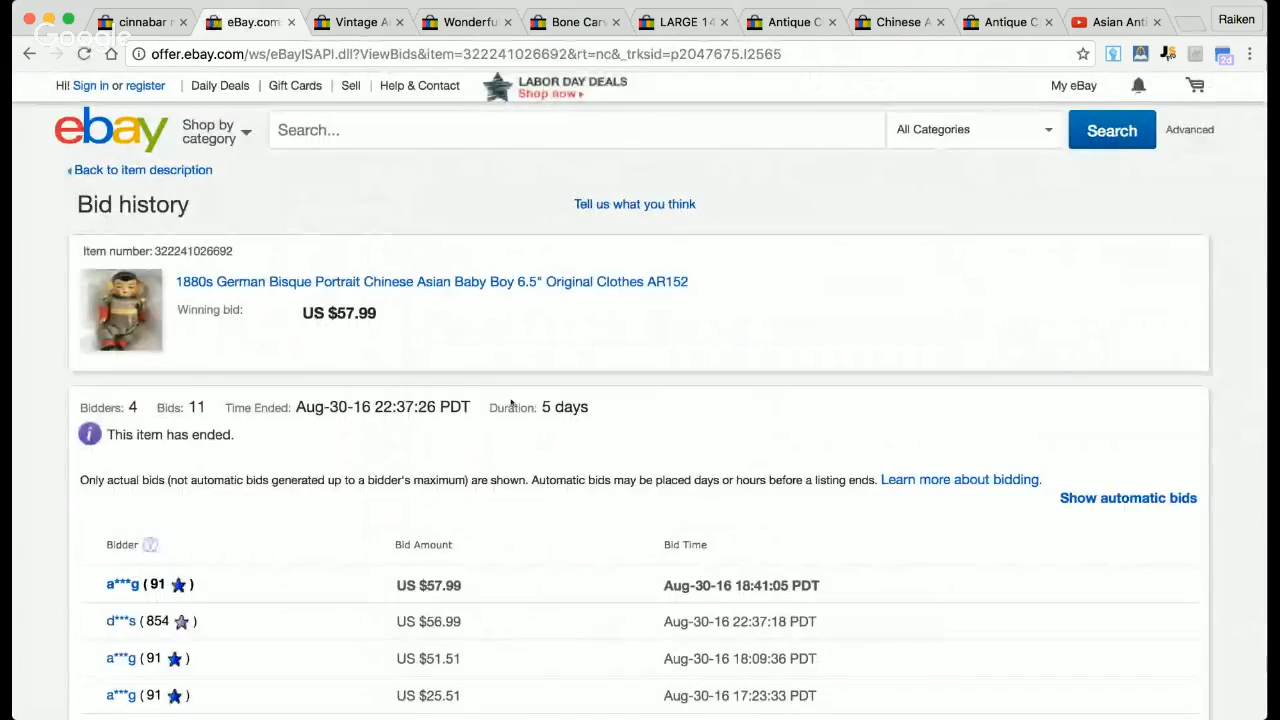 cinnabar r
eBay.com
Vintage A
Wonderfu
Bone Car
LARGE 14
Antique C
Chinese A
Antique C
Asian Anti
Raiken
Google
offer.ebay.com/ws/eBayISAPI.dll?ViewBids&item=322241026692&rt=nc&_trksid=p2047675.l2565
2d
Hi! Sign in or register
Daily Deals
Gift Cards
Sell
Help & Contact
LABOR DAY DEALS
Shop now
My eBay
ebay
Shop by
category
Search...
All Categories
Search
Advanced
Back to item description
Bid history
Tell us what you think
Item number: 322241026692
1880s German Bisque Portrait Chinese Asian Baby Boy 6.5" Original Clothes AR152
Winning bid: US $57.99
Bidders: 4 Bids: 11 Time Ended: Aug-30-16 22:37:26 PDT Duration: 5 days
i This item has ended.
Only actual bids (not automatic bids generated up to a bidder's maximum) are shown. Automatic bids may be placed days or hours before a listing ends. Learn more about bidding.
Show automatic bids
Bidder ? Bid Amount Bid Time
a***g (91 ) US $57.99 Aug-30-16 18:41:05 PDT
d***s (854 ) US $56.99 Aug-30-16 22:37:18 PDT
a***g (91 ) US $51.51 Aug-30-16 18:09:36 PDT
a***g (91 ) US $25.51 Aug-30-16 17:23:33 PDT